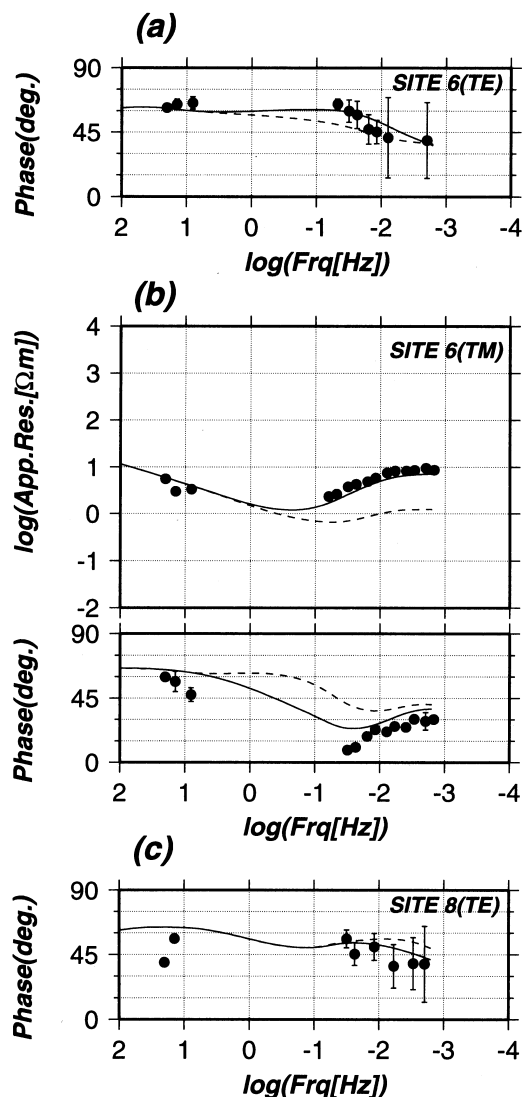 (a)
90
SITE 6(TE)
45
0
Phase(deg.)
2 1 0 -1 -2 -3 -4
log(Frq[Hz])
(b)
4
SITE 6(TM)
3
2
1
0
-1
-2
log(App.Res.[Ωm])
90
45
0
Phase(deg.)
2 1 0 -1 -2 -3 -4
log(Frq[Hz])
(c)
90
SITE 8(TE)
45
0
Phase(deg.)
2 1 0 -1 -2 -3 -4
log(Frq[Hz])